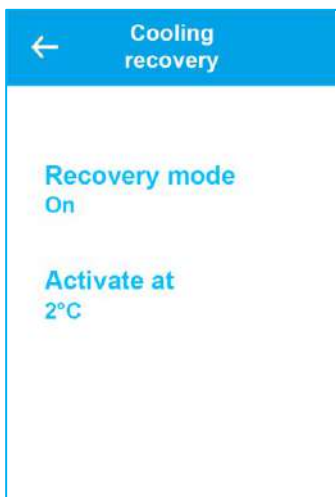 Cooling
recovery
Recovery mode
On
Activate at
2°C